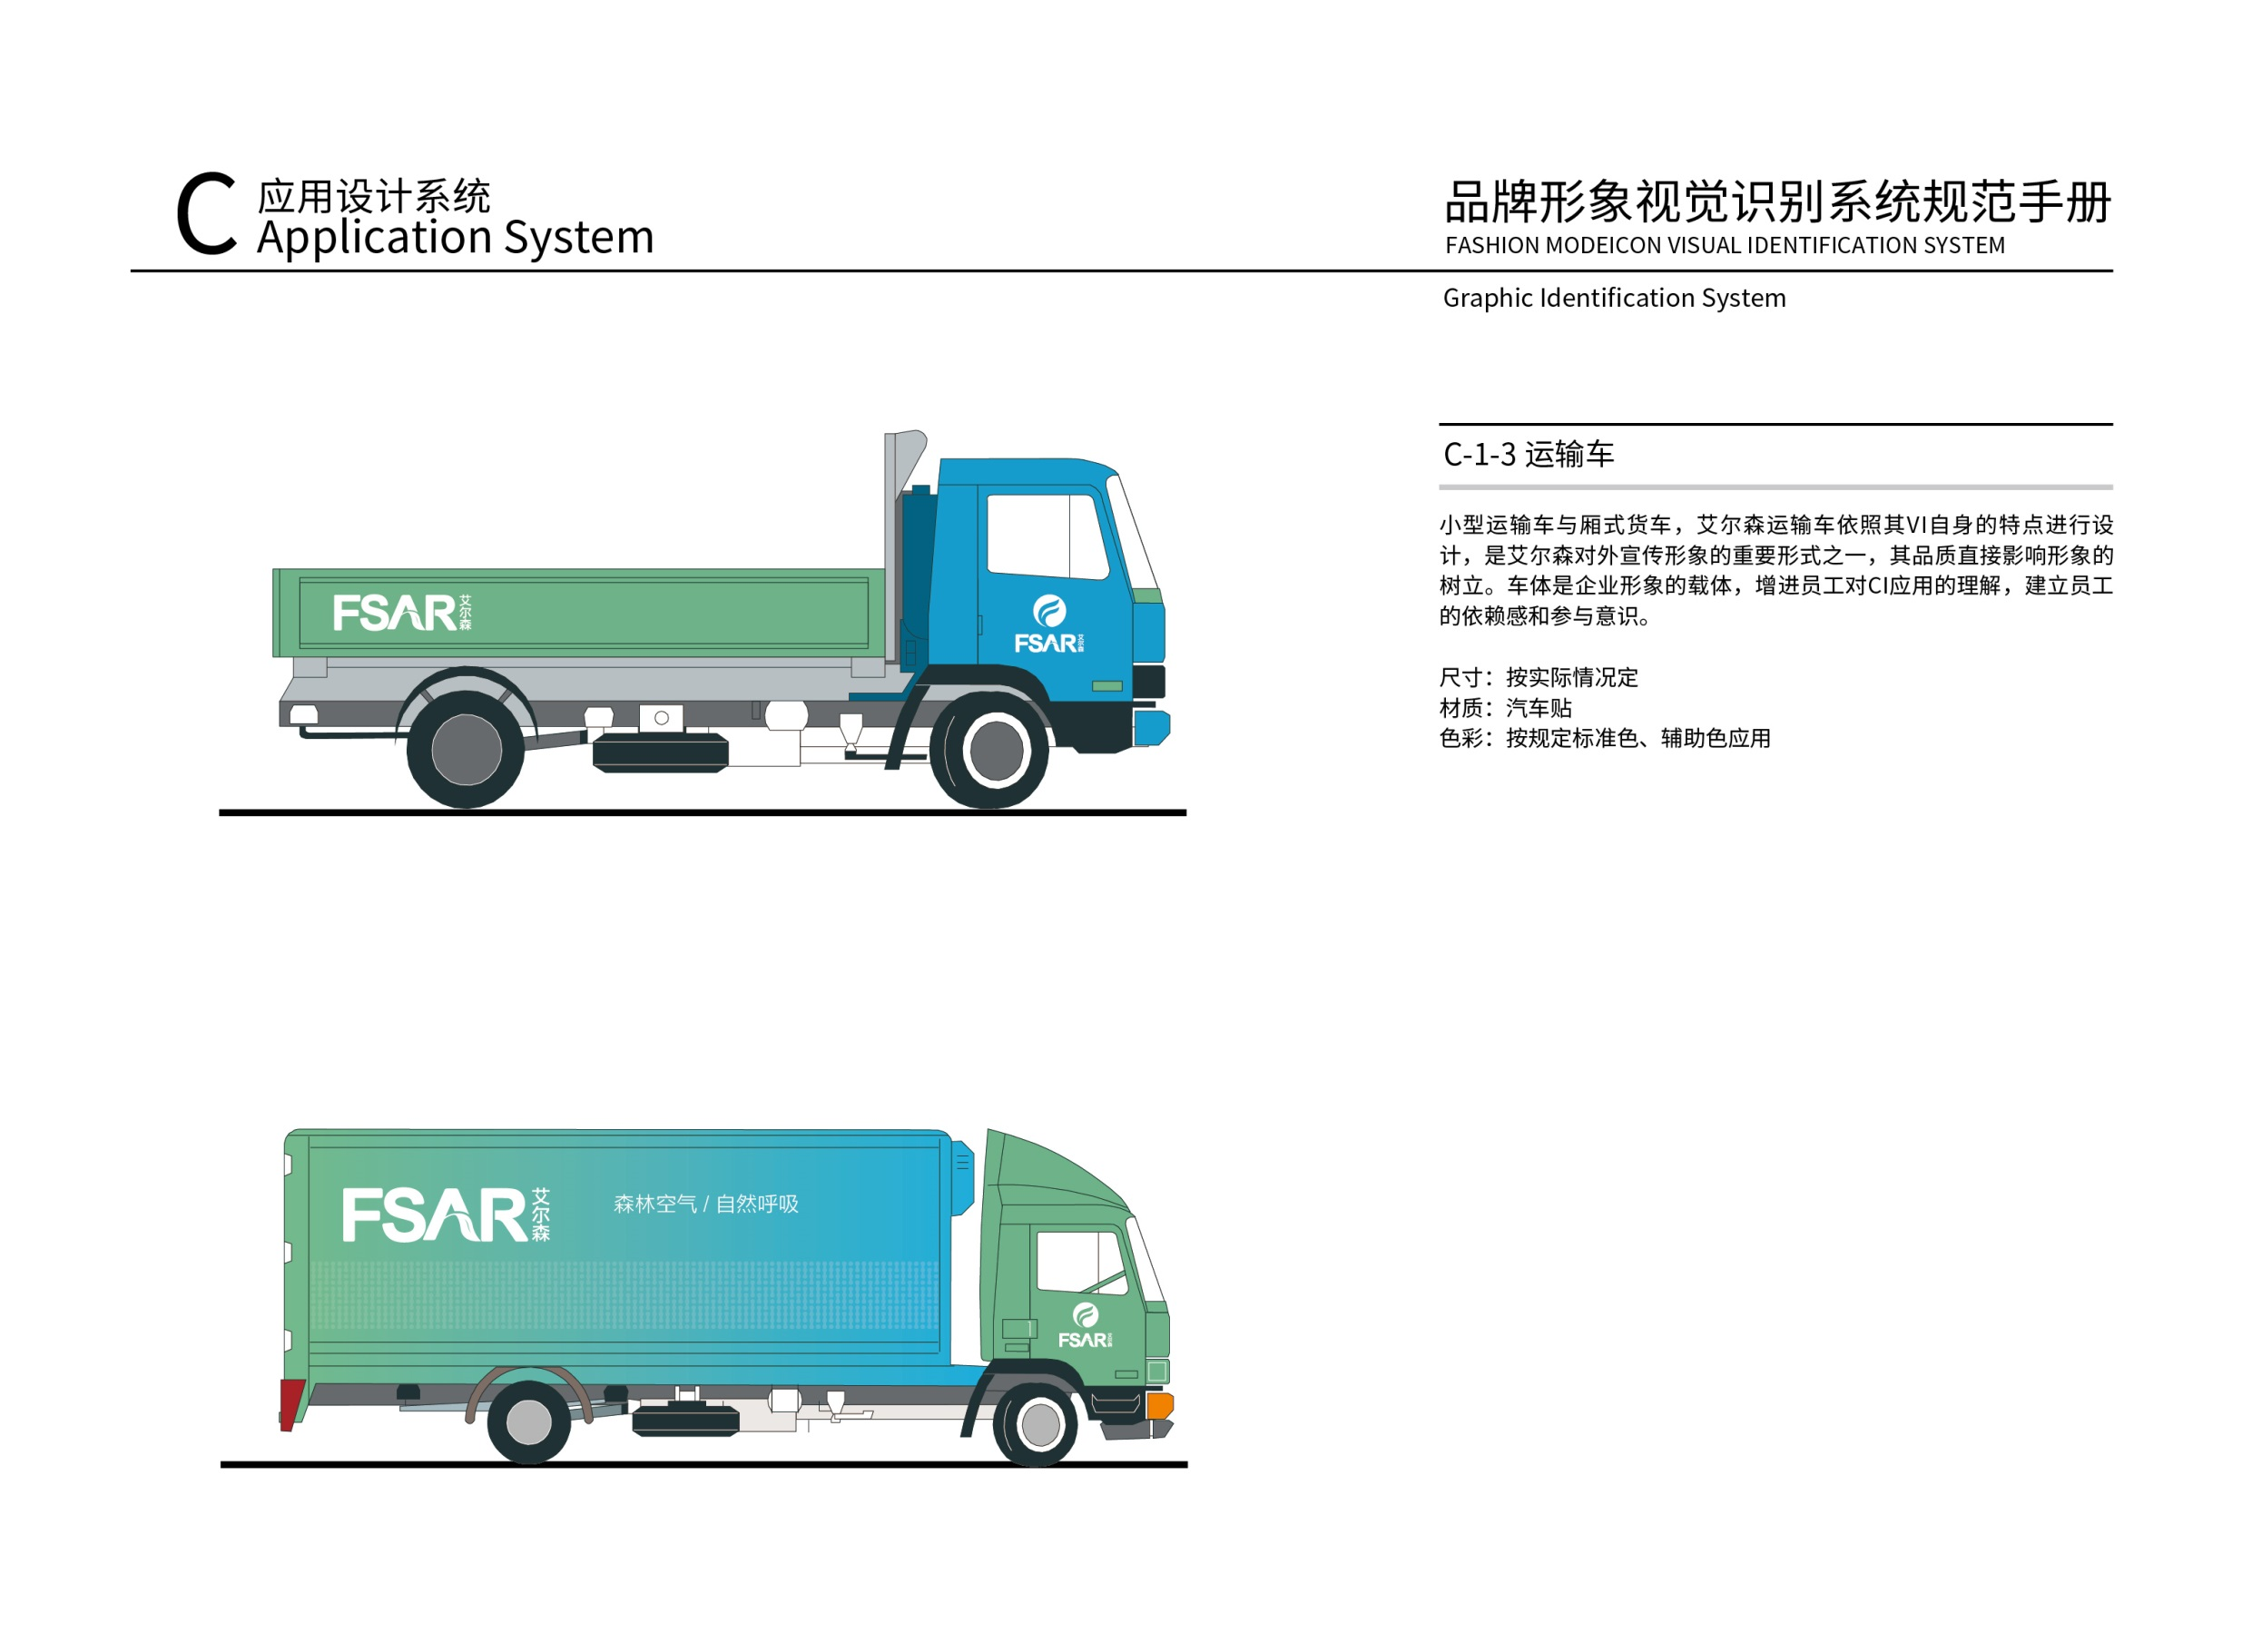 C 应用设计系统
Application System
品牌形象视觉识别系统规范手册
FASHION MODEICON VISUAL IDENTIFICATION SYSTEM
Graphic Identification System
C-1-3 运输车
小型运输车与厢式货车，艾尔森运输车依照其VI自身的特点进行设
计，是艾尔森对外宣传形象的重要形式之一，其品质直接影响形象的
树立。车体是企业形象的载体，增进员工对CI应用的理解，建立员工
的依赖感和参与意识。
尺寸：按实际情况定
材质：汽车贴
色彩：按规定标准色、辅助色应用
FSAR 艾尔森
FSAR 艾尔森
FSAR 艾尔森
森林空气 / 自然呼吸
FSAR 艾尔森